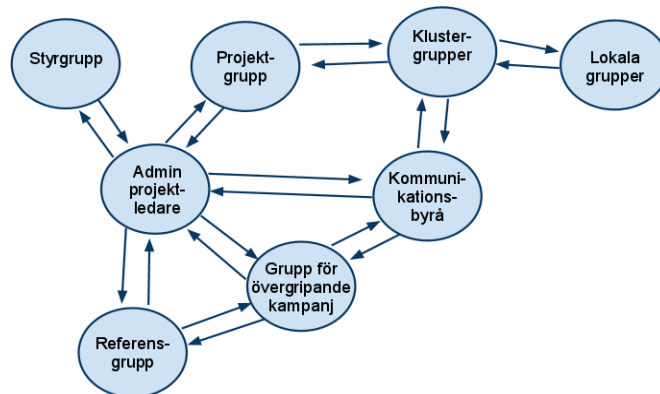 Styrgrupp
Projekt-
grupp
Kluster-
grupper
Lokala
grupper
Admin
projekt-
ledare
Kommuni-
kations-
byrå
Grupp för
övergripande
kampanj
Referens-
grupp